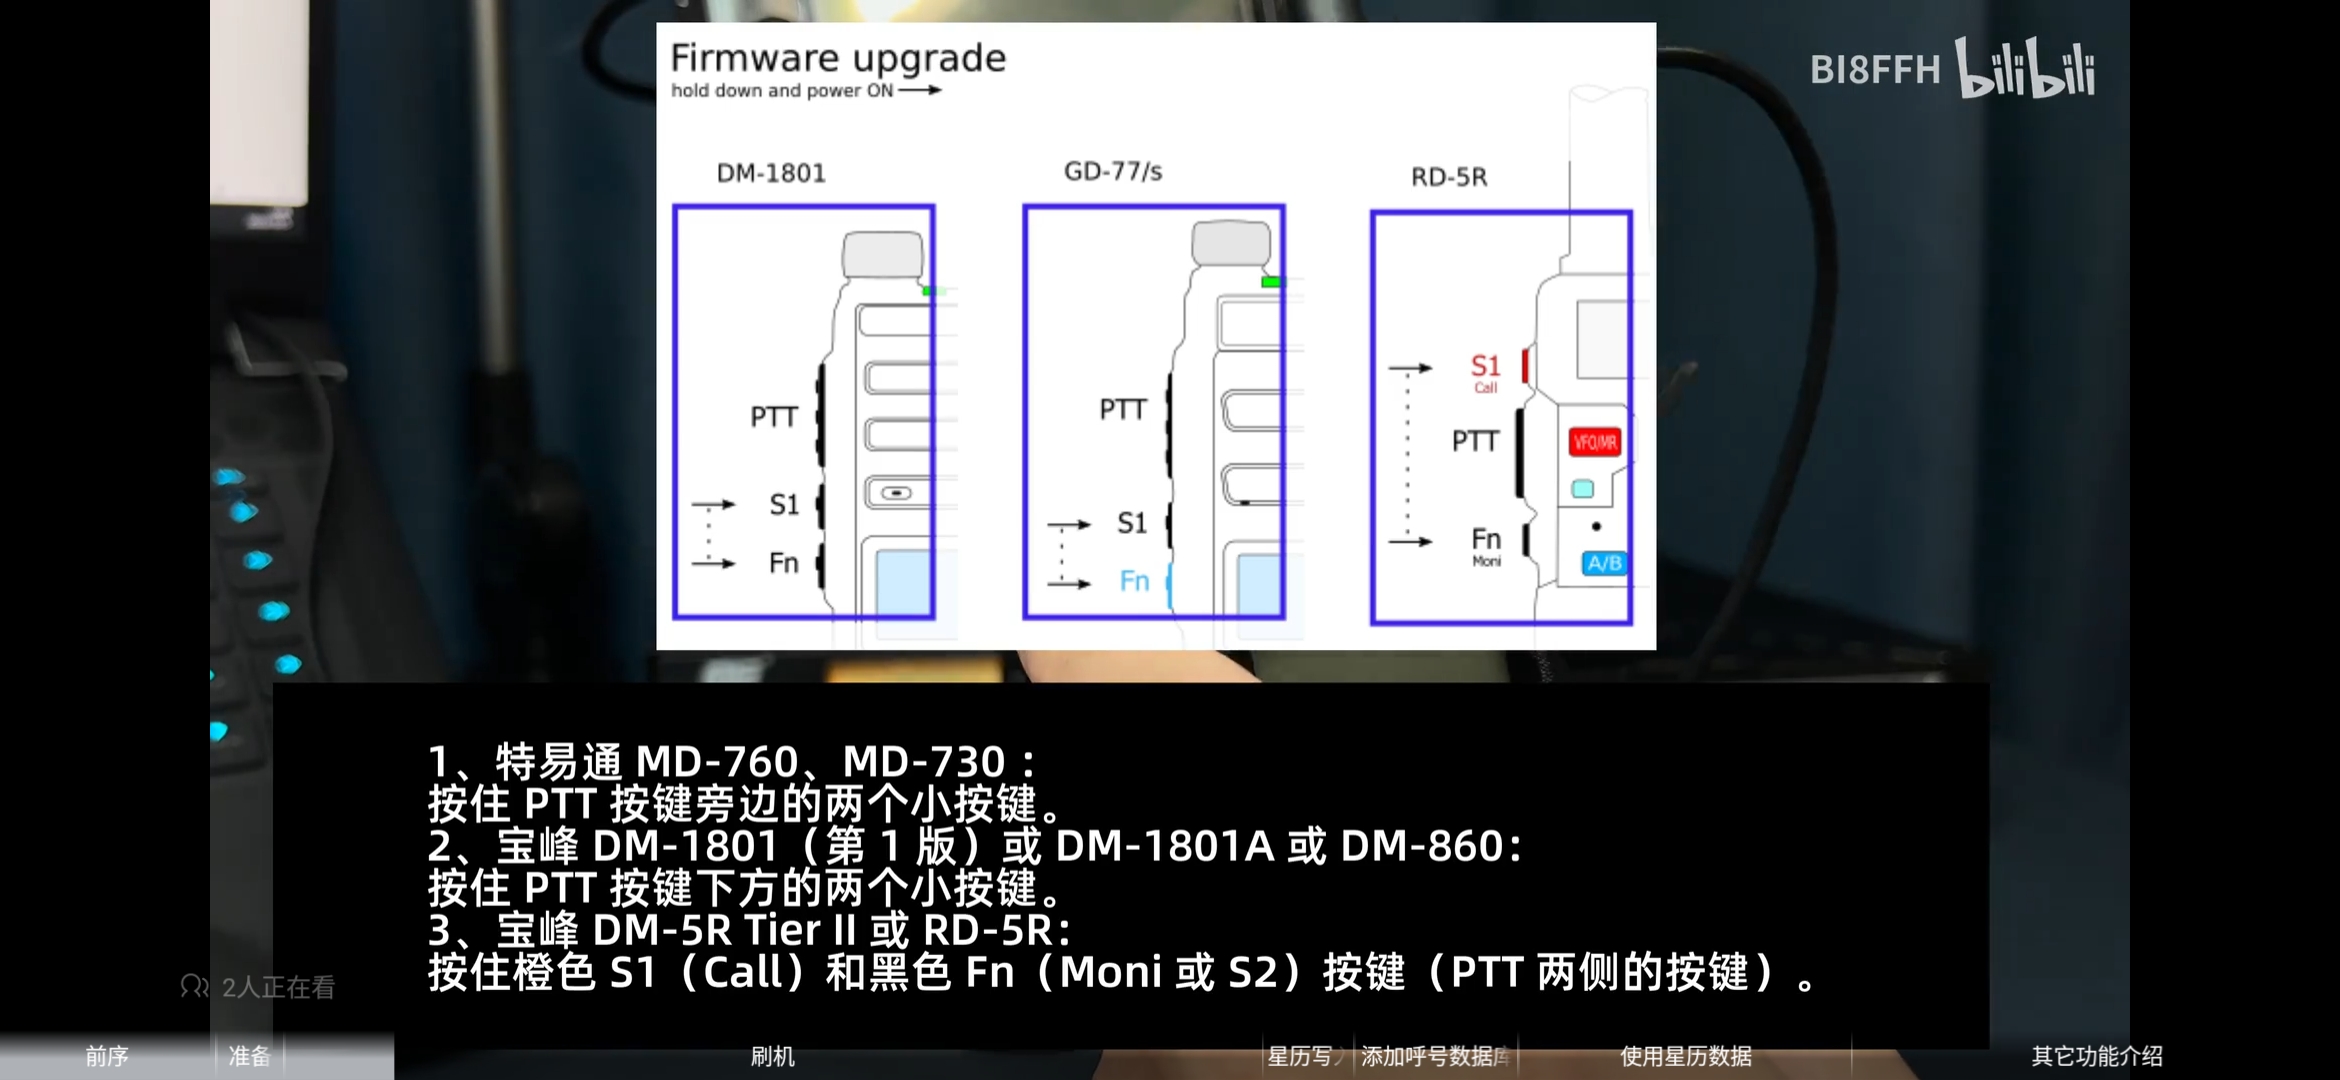 Firmware upgrade
hold down and power ON
BI8FFH bilibili
DM-1801
GD-77/s
RD-5R
PTT
S1
Fn
PTT
S1
Fn
S1
Call
PTT
VFO/MR
Fn
Moni
A/B
1、特易通 MD-760、MD-730：
按住 PTT 按键旁边的两个小按键。
2、宝峰 DM-1801（第 1 版）或 DM-1801A 或 DM-860：
按住 PTT 按键下方的两个小按键。
3、宝峰 DM-5R Tier II 或 RD-5R：
按住橙色 S1（Call）和黑色 Fn（Moni 或 S2）按键（PTT 两侧的按键）。
2人正在看
前序
准备
刷机
星历写入
添加呼号数据库
使用星历数据
其它功能介绍